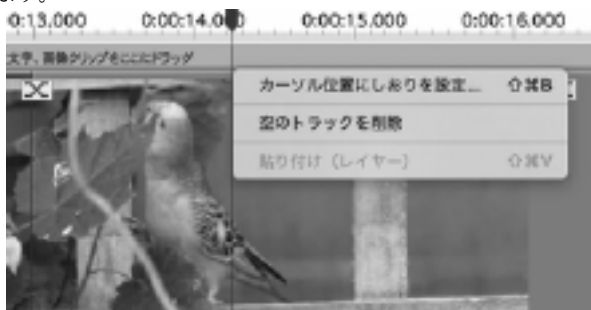 0:13.000 0:00:14.000 0:00:15.000 0:00:16.000
文字、画像クリップをここにドラッグ
カーソル位置にしおりを設定... ⇧⌘B
空のトラックを削除
貼り付け（レイヤー） ⇧⌘V